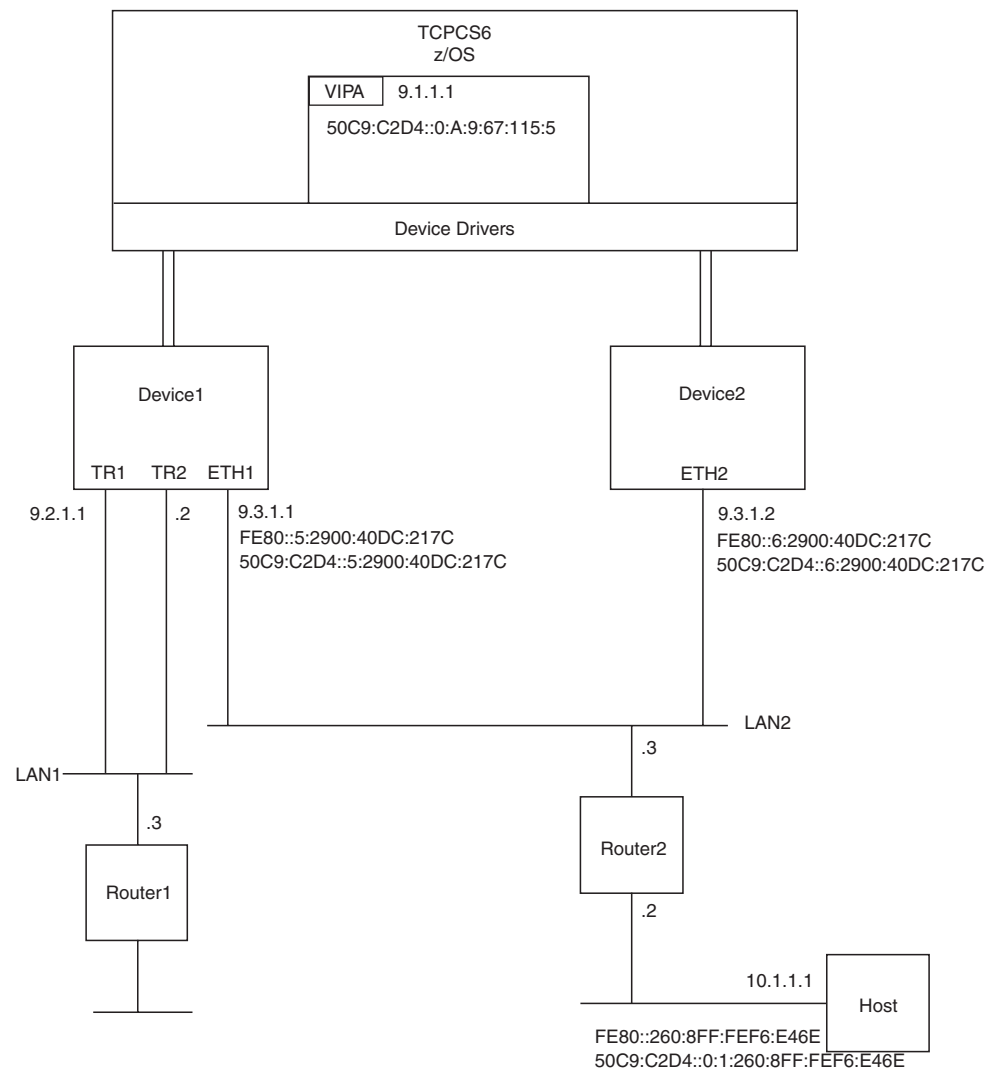 TCPCS6
z/OS
VIPA 9.1.1.1
50C9:C2D4::0:A:9:67:115:5
Device Drivers
Device1
Device2
TR1 TR2 ETH1
ETH2
9.2.1.1
.2
9.3.1.1
FE80::5:2900:40DC:217C
50C9:C2D4::5:2900:40DC:217C
9.3.1.2
FE80::6:2900:40DC:217C
50C9:C2D4::6:2900:40DC:217C
LAN2
LAN1
.3
.3
Router2
Router1
.2
10.1.1.1
Host
FE80::260:8FF:FEF6:E46E
50C9:C2D4::0:1:260:8FF:FEF6:E46E